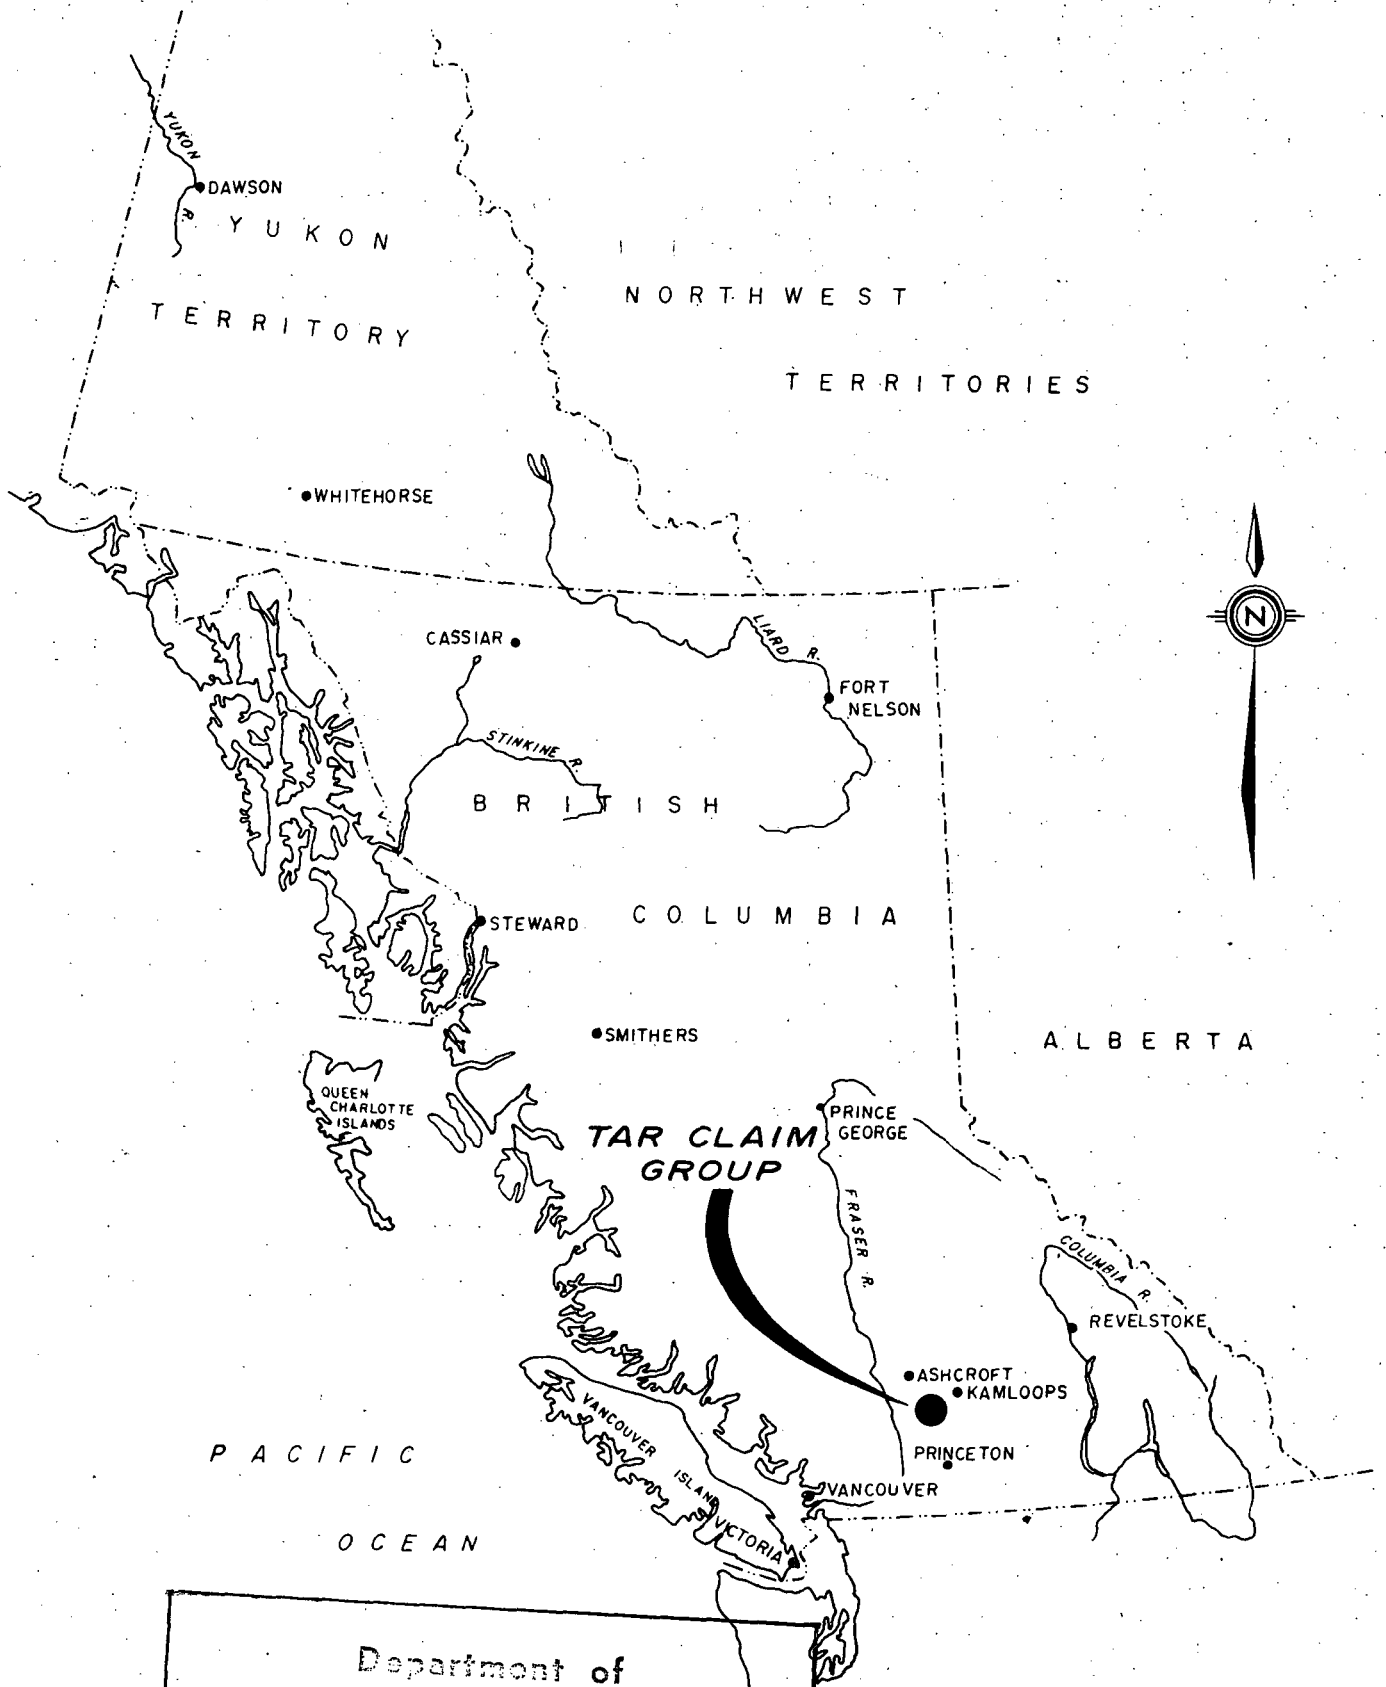 YUKON
R.
DAWSON
YUKON
TERRITORY
NORTHWEST
TERRITORIES
WHITEHORSE
N
CASSIAR
LIARD R.
FORT
NELSON
STINKINE R.
BRITISH
COLUMBIA
STEWARD
SMITHERS
ALBERTA
QUEEN
CHARLOTTE
ISLANDS
PRINCE
GEORGE
TAR CLAIM
GROUP
FRASER R.
COLUMBIA R.
REVELSTOKE
ASHCROFT
KAMLOOPS
PRINCETON
VANCOUVER
VANCOUVER ISLAND
VICTORIA
PACIFIC
OCEAN
Department of